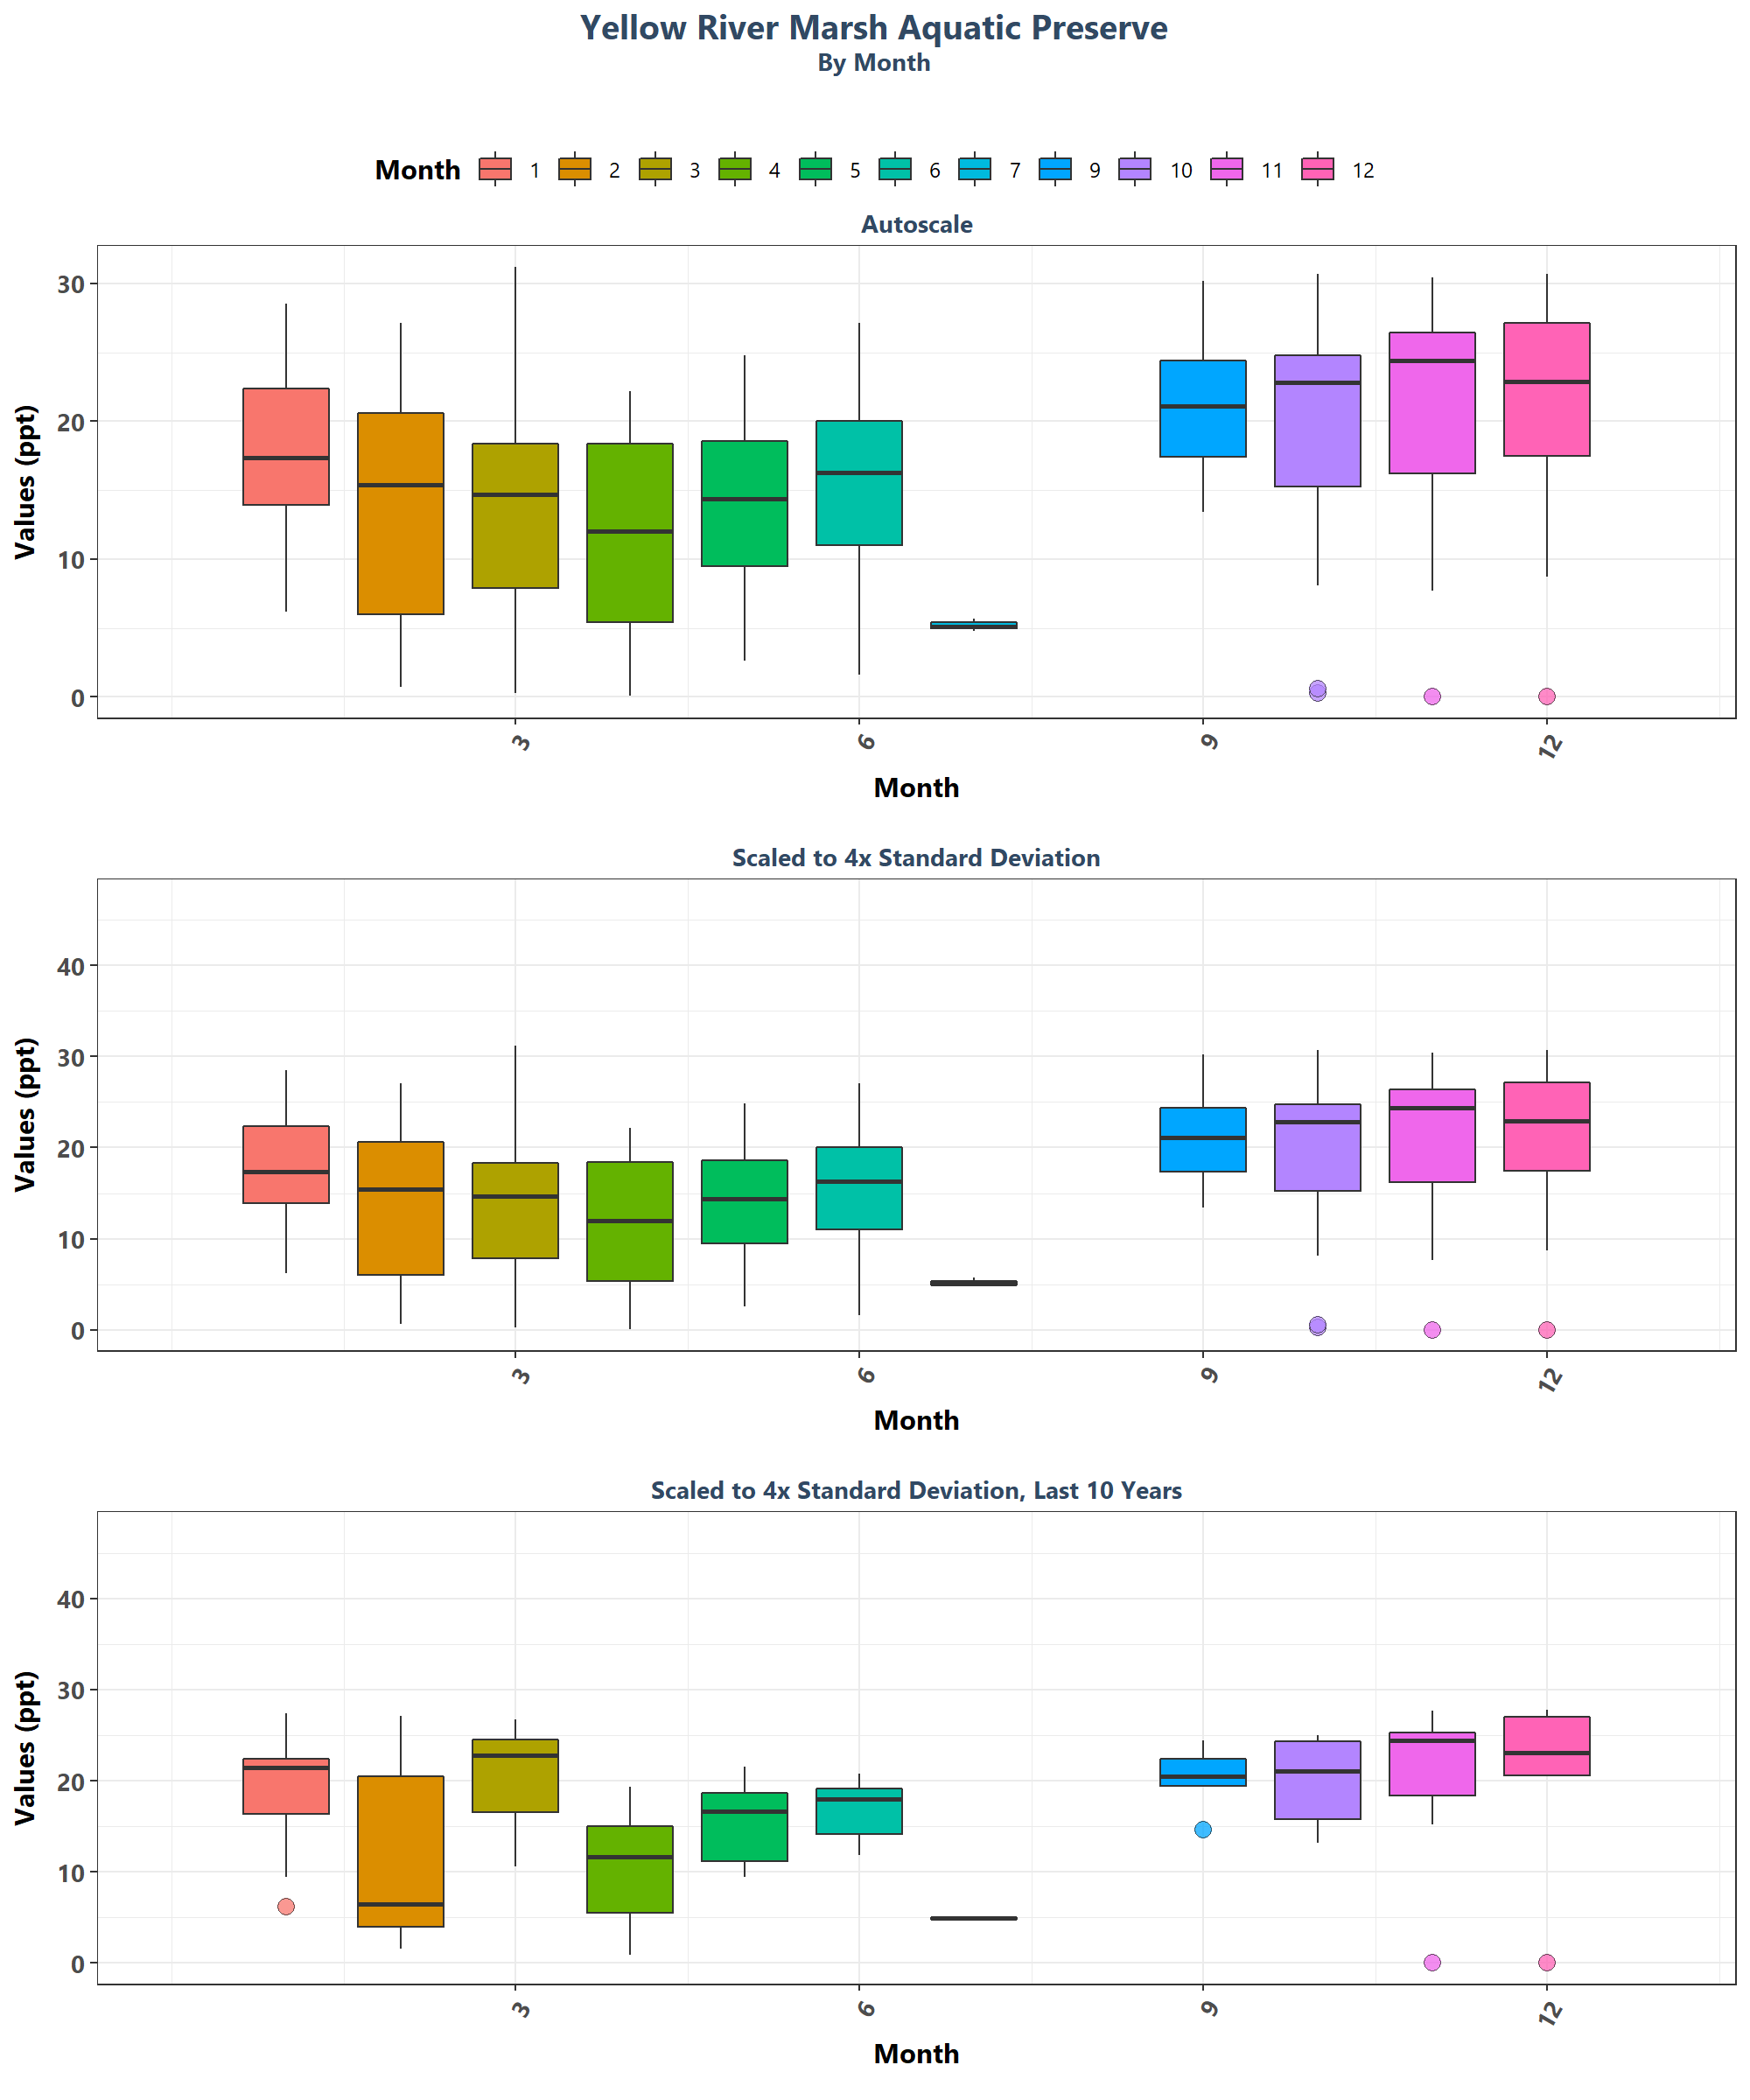 Yellow River Marsh Aquatic Preserve
By Month
Month 1 2 3 4 5 6 7 9 10 11 12
Autoscale
Values (ppt)
30
20
10
0
3 6 9 12
Month
Scaled to 4x Standard Deviation
Values (ppt)
40
30
20
10
0
3 6 9 12
Month
Scaled to 4x Standard Deviation, Last 10 Years
Values (ppt)
40
30
20
10
0
3 6 9 12
Month